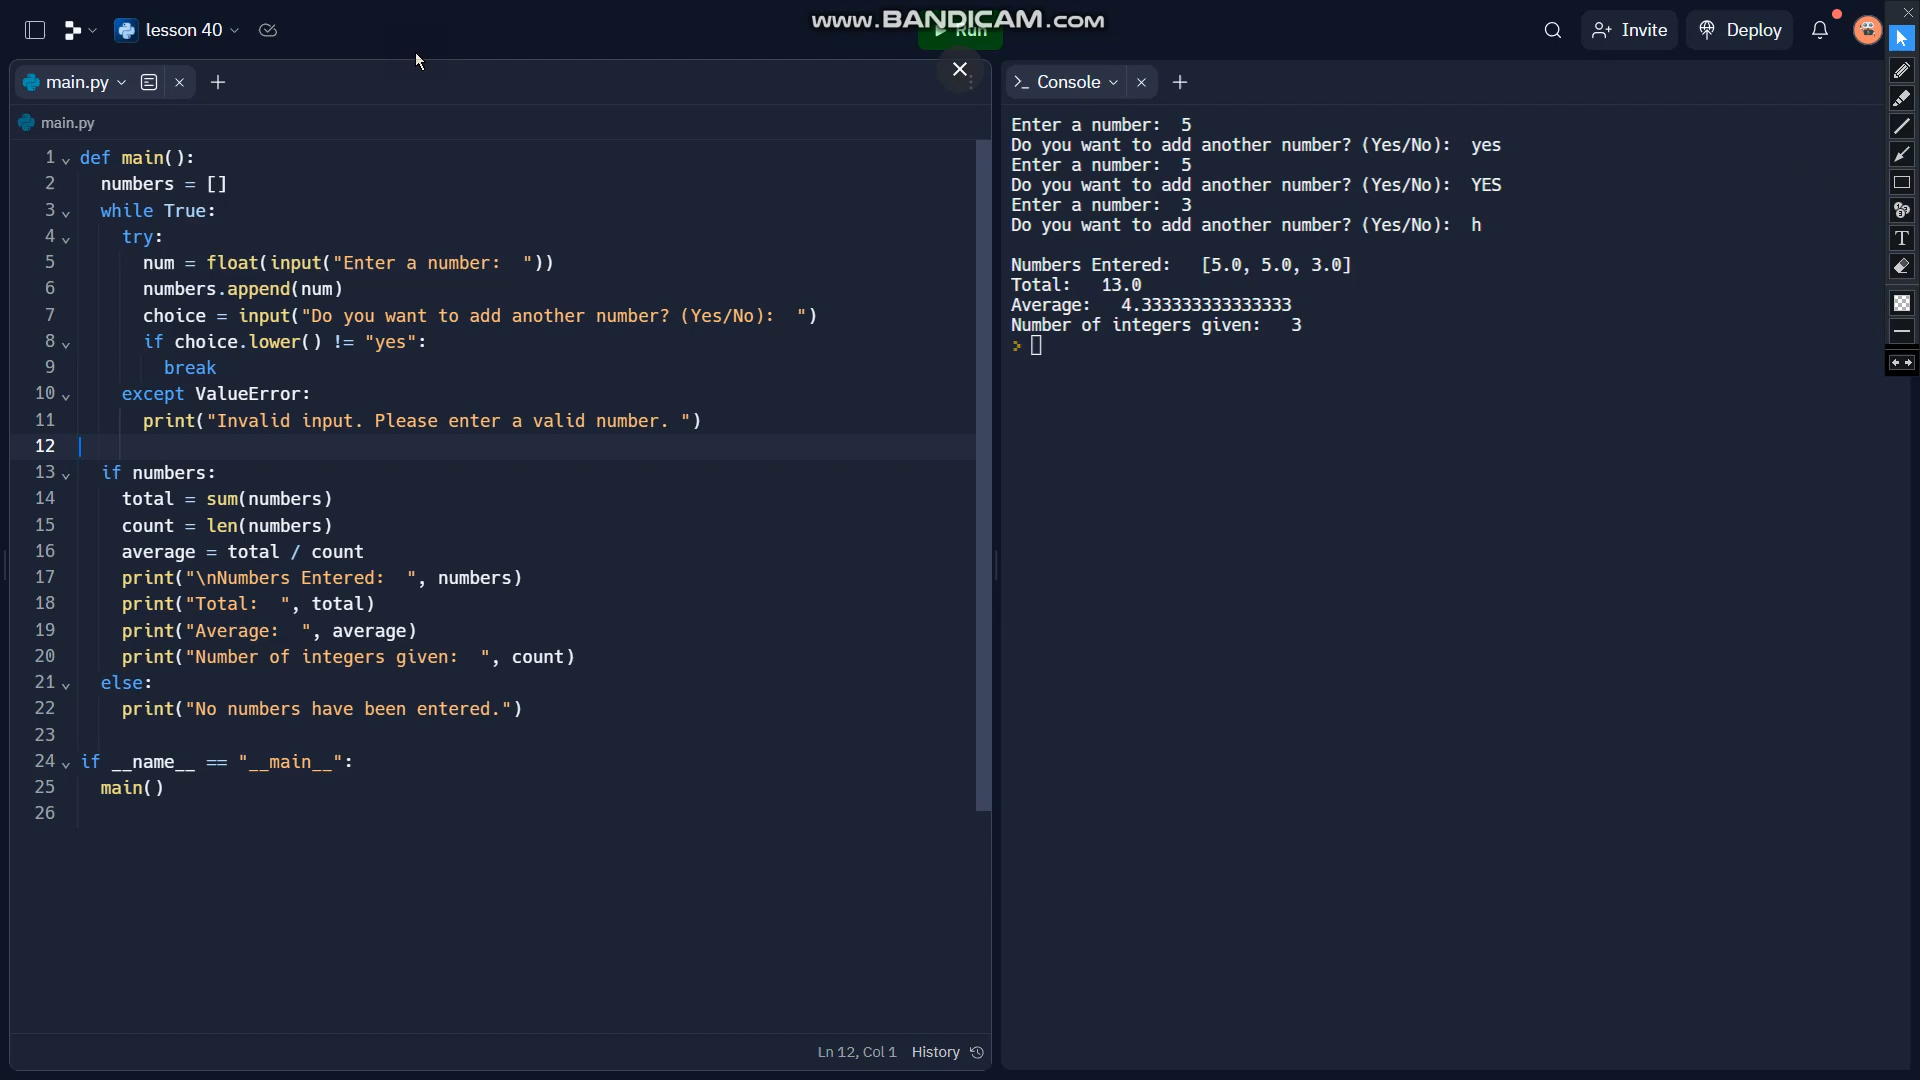 www.BANDICAM.com
lesson 40
Run
Invite
Deploy
main.py
Console
main.py
1 def main():
2 numbers = []
3 while True:
4 try:
5 num = float(input("Enter a number:  "))
6 numbers.append(num)
7 choice = input("Do you want to add another number? (Yes/No):  ")
8 if choice.lower() != "yes":
9 break
10 except ValueError:
11 print("Invalid input. Please enter a valid number. ")
12
13 if numbers:
14 total = sum(numbers)
15 count = len(numbers)
16 average = total / count
17 print("\nNumbers Entered:  ", numbers)
18 print("Total:  ", total)
19 print("Average:  ", average)
20 print("Number of integers given:  ", count)
21 else:
22 print("No numbers have been entered.")
23
24 if __name__ == "__main__":
25 main()
26
Ln 12, Col 1 History
Enter a number:  5
Do you want to add another number? (Yes/No):  yes
Enter a number:  5
Do you want to add another number? (Yes/No):  YES
Enter a number:  3
Do you want to add another number? (Yes/No):  h
Numbers Entered:   [5.0, 5.0, 3.0]
Total:   13.0
Average:   4.333333333333333
Number of integers given:   3
T